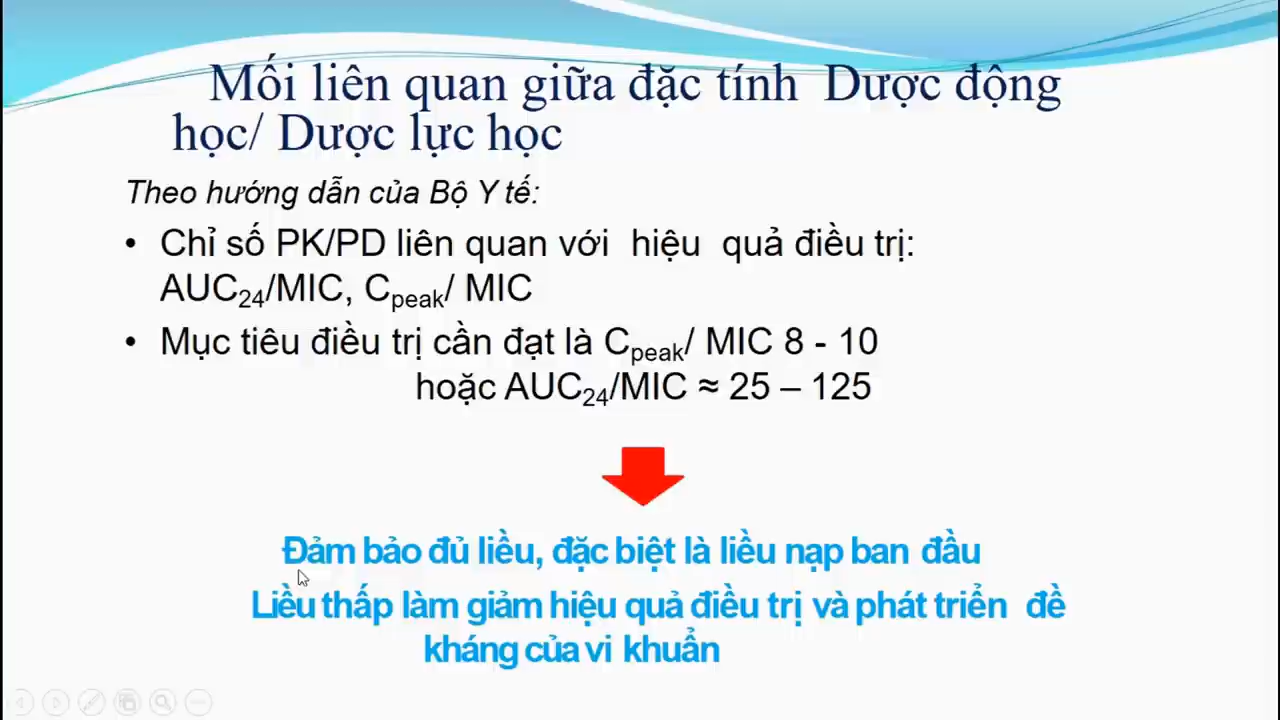 Mối liên quan giữa đặc tính Dược động
học/ Dược lực học
Theo hướng dẫn của Bộ Y tế:
• Chỉ số PK/PD liên quan với hiệu quả điều trị:
AUC24/MIC, Cpeak/ MIC
• Mục tiêu điều trị cần đạt là Cpeak/ MIC 8 - 10
hoặc AUC24/MIC ≈ 25 – 125
Đảm bảo đủ liều, đặc biệt là liều nạp ban đầu
Liều thấp làm giảm hiệu quả điều trị và phát triển đề
kháng của vi khuẩn